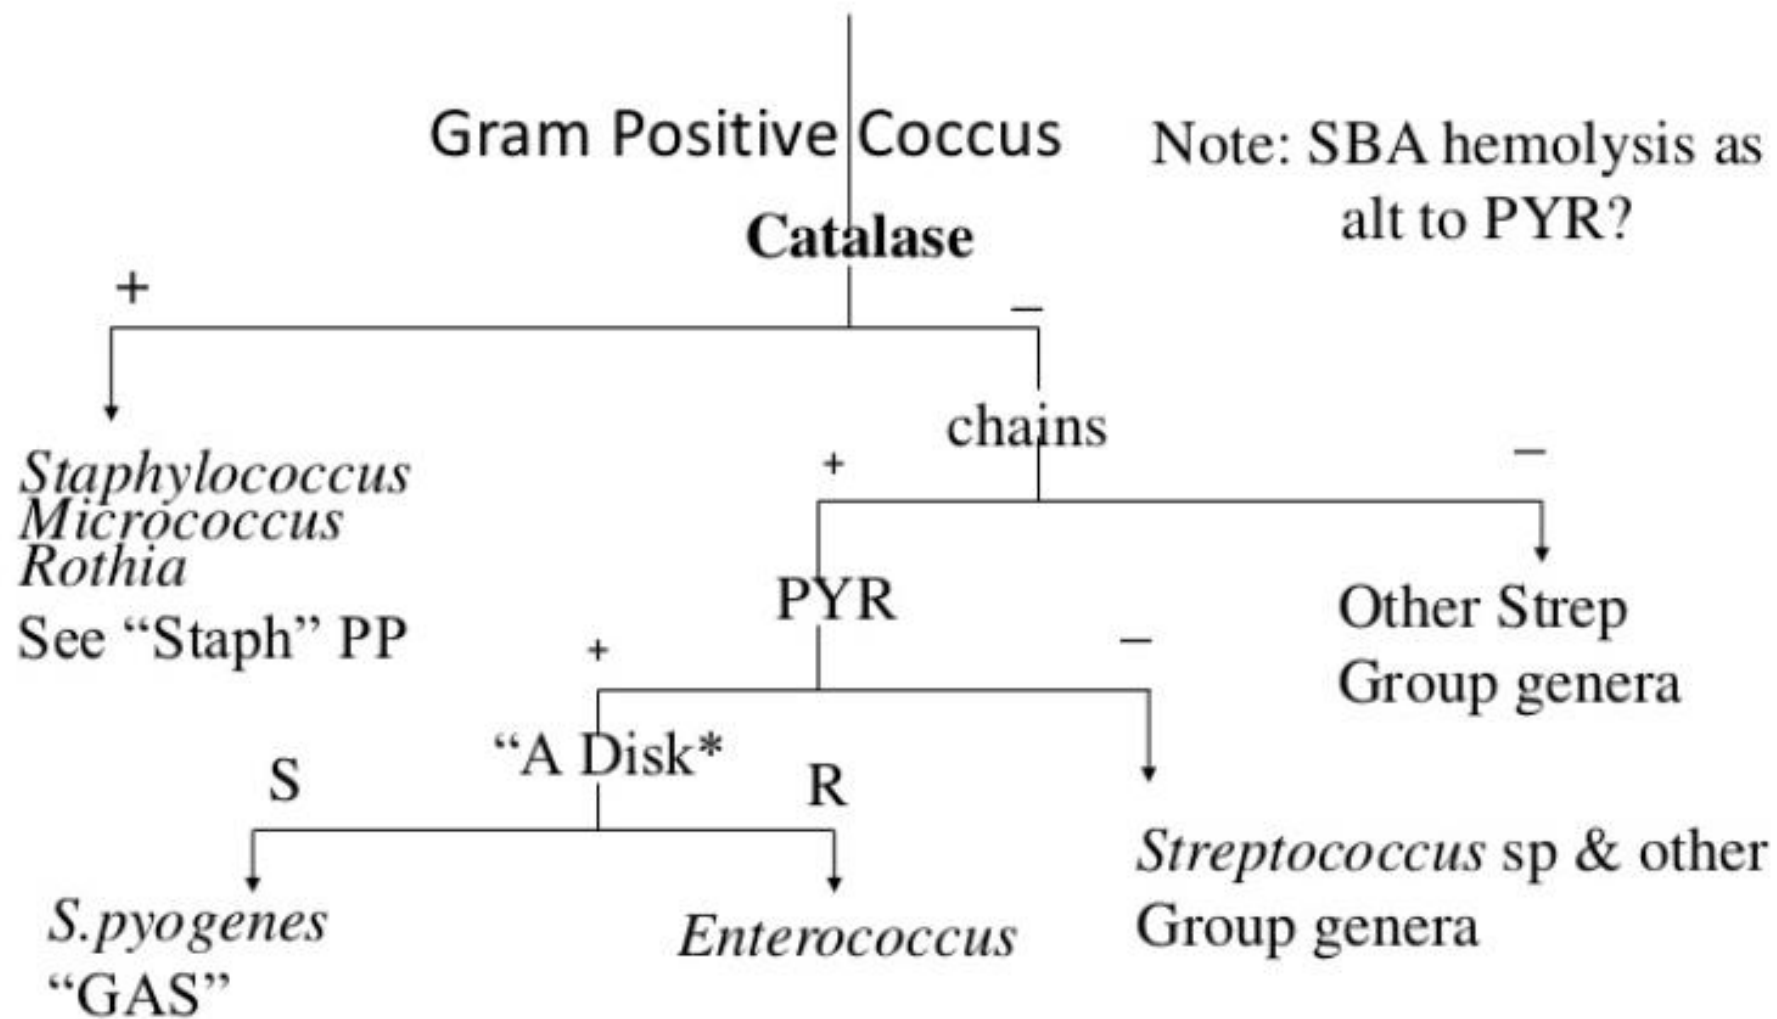 Gram Positive Coccus
Note: SBA hemolysis as
alt to PYR?
Catalase
+
–
chains
+
–
Staphylococcus
Micrococcus
Rothia
See “Staph” PP
PYR
+
–
Other Strep
Group genera
“A Disk*
S
R
S.pyogenes
“GAS”
Enterococcus
Streptococcus sp & other
Group genera